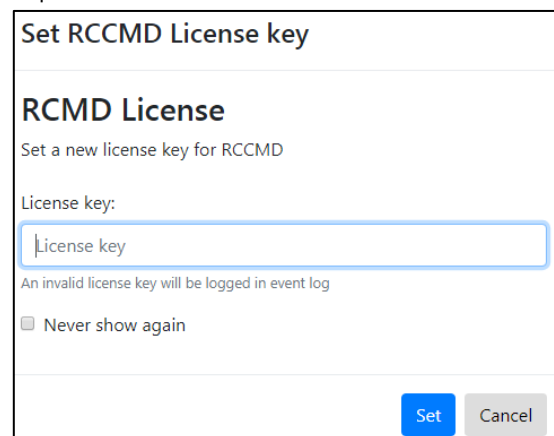 Set RCCMD License key
RCMD License
Set a new license key for RCCMD
License key:
License key
An invalid license key will be logged in event log
Never show again
Set Cancel